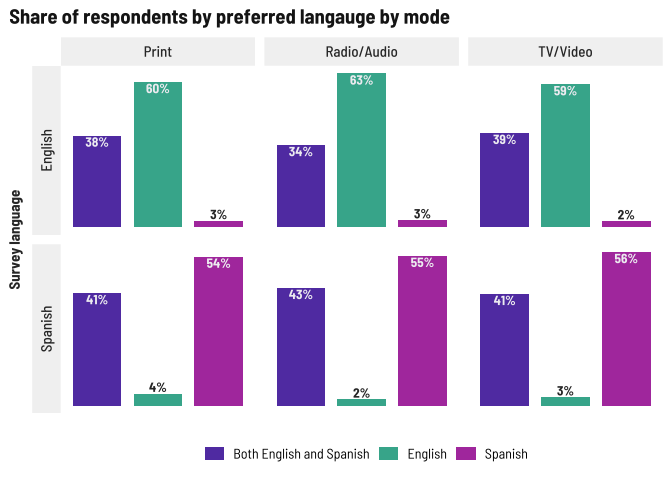 Share of respondents by preferred langauge by mode
Print Radio/Audio TV/Video
Survey language
English
38% 60% 3% 34% 63% 3% 39% 59% 2%
Spanish
41% 4% 54% 43% 2% 55% 41% 3% 56%
Both English and Spanish English Spanish